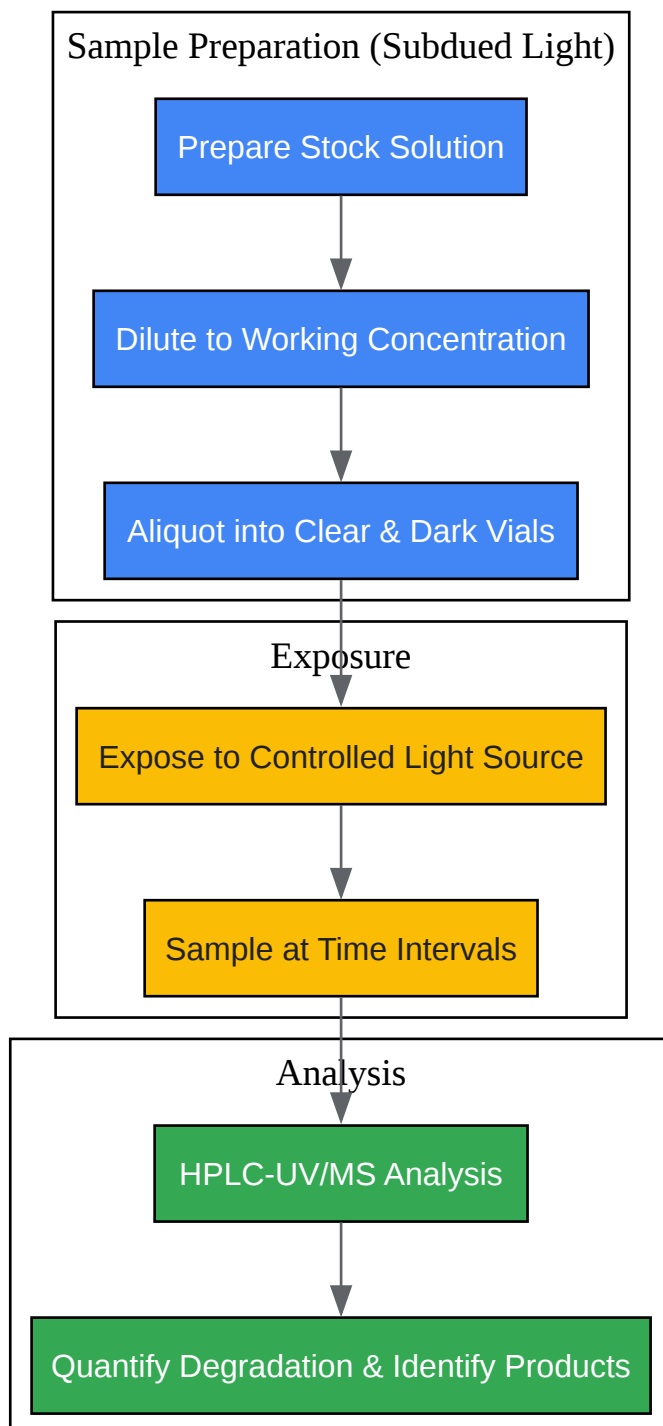 Sample Preparation (Subdued Light)
Prepare Stock Solution
Dilute to Working Concentration
Aliquot into Clear & Dark Vials
Exposure
Expose to Controlled Light Source
Sample at Time Intervals
Analysis
HPLC-UV/MS Analysis
Quantify Degradation & Identify Products